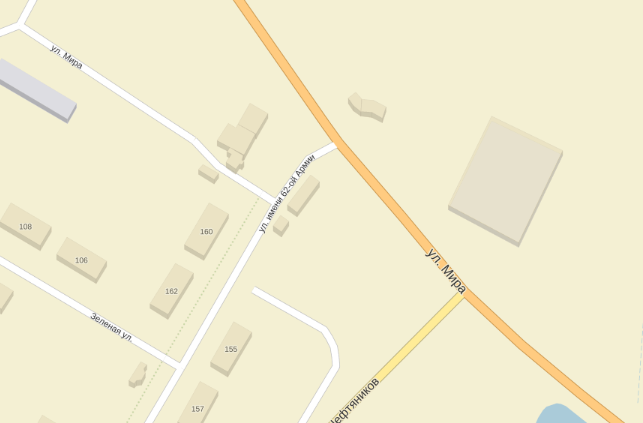 ул. Мира
ул. имени 62-ой Армии
108
106
160
ул. Мира
162
Зеленая ул.
155
157
Нефтяников